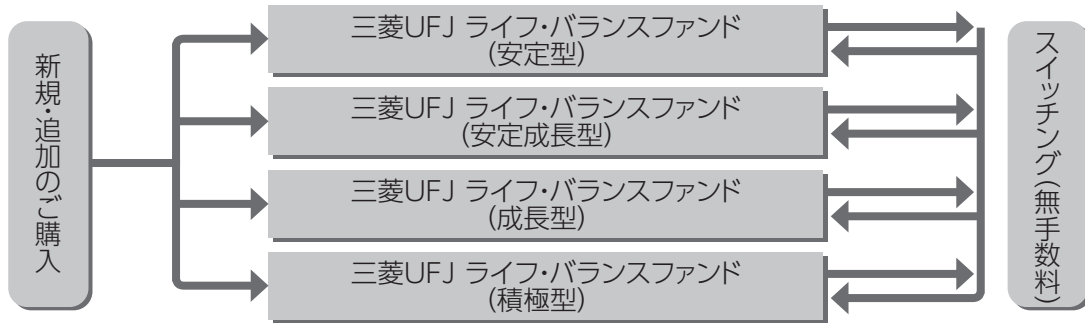 新規・追加のご購入
三菱UFJ ライフ・バランスファンド
(安定型)
三菱UFJ ライフ・バランスファンド
(安定成長型)
三菱UFJ ライフ・バランスファンド
(成長型)
三菱UFJ ライフ・バランスファンド
(積極型)
スイッチング(無手数料)